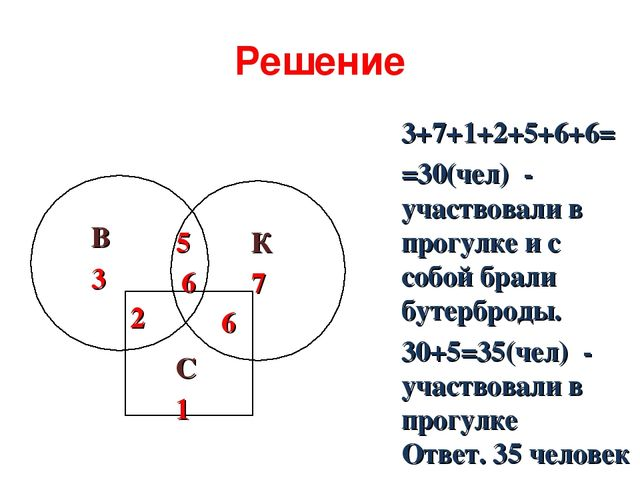 Решение
В
3
5
6
К
7
2
6
С
1
3+7+1+2+5+6+6=
=30(чел) -
участвовали в
прогулке и с
собой брали
бутерброды.
30+5=35(чел) -
участвовали в
прогулке
Ответ. 35 человек